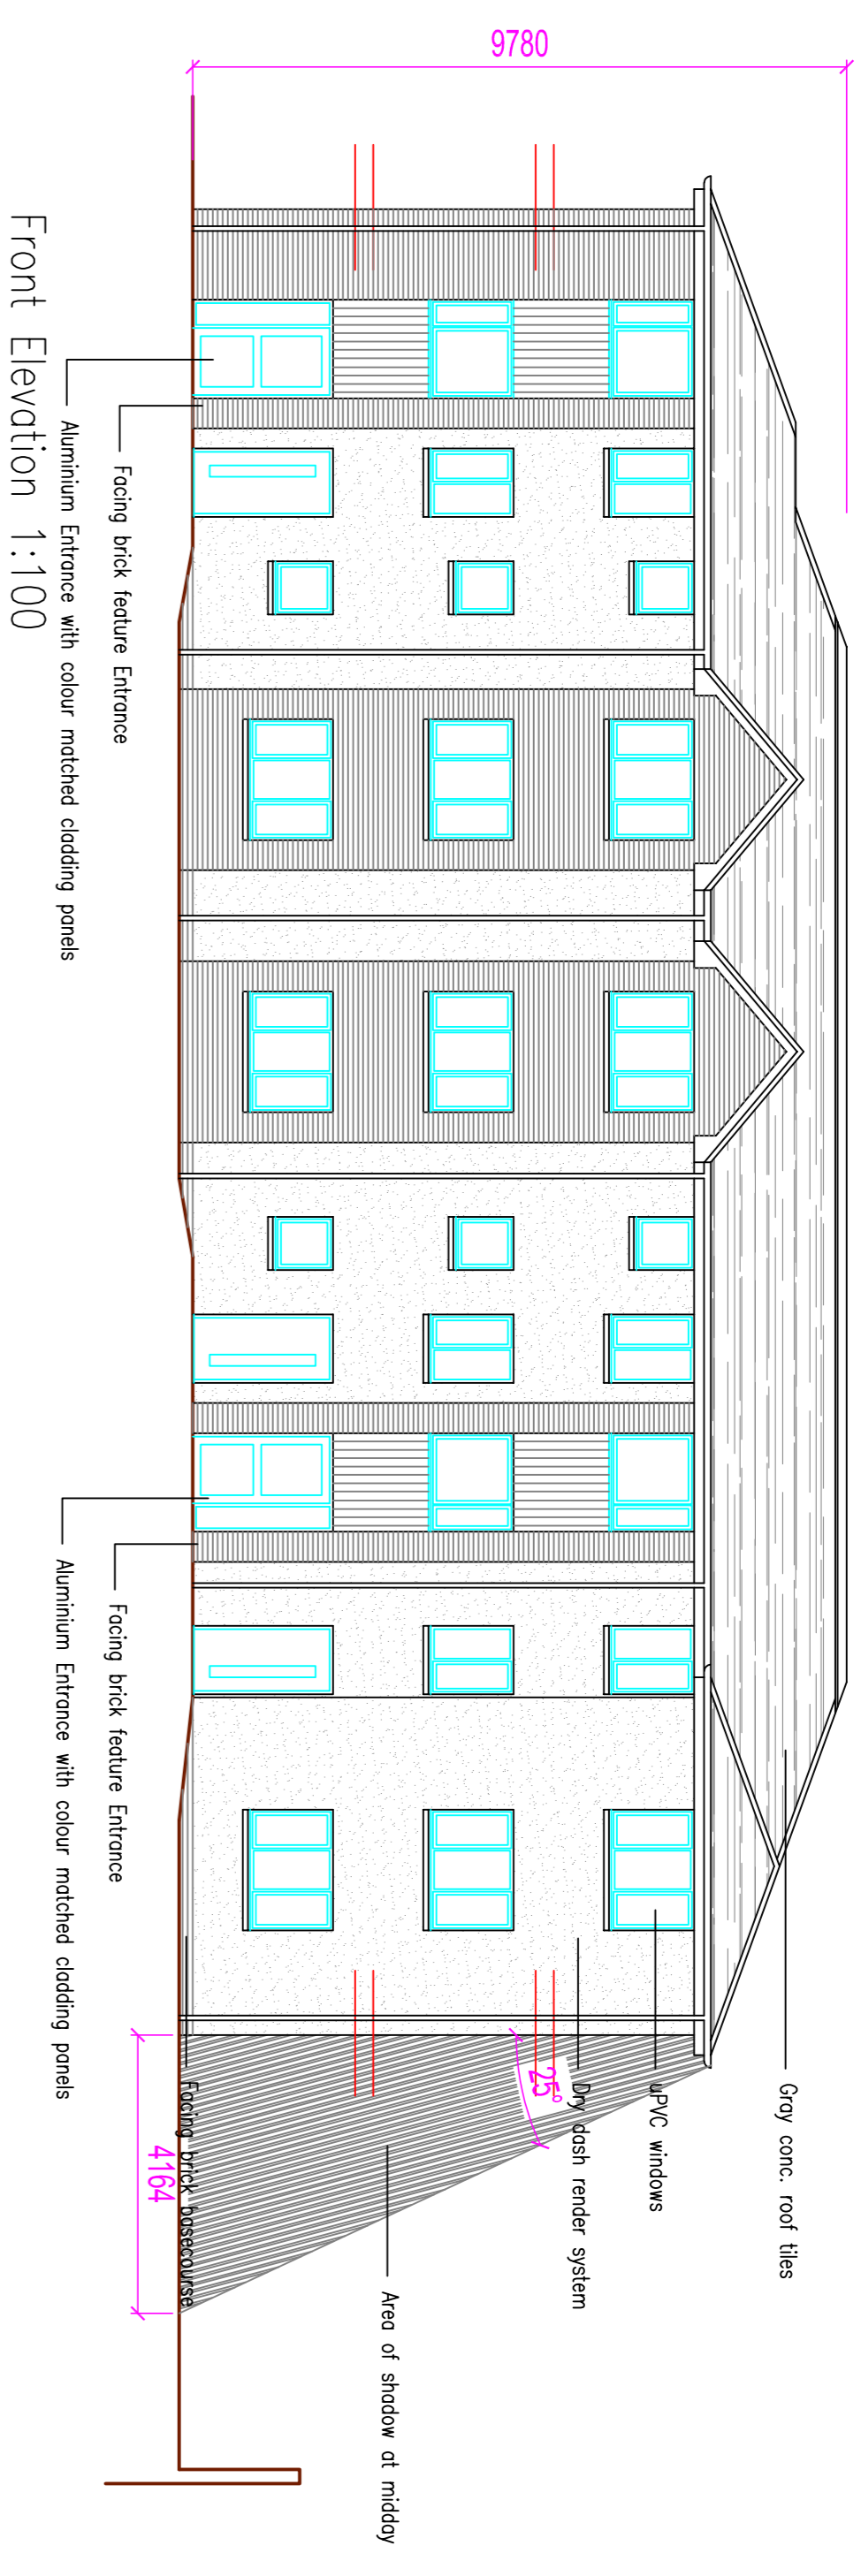 9780
Gray conc. roof tiles
uPVC windows
Dry dash render system
25°
Area of shadow at midday
Facing brick basecourse
4164
Facing brick feature Entrance
Aluminium Entrance with colour matched cladding panels
Facing brick feature Entrance
Aluminium Entrance with colour matched cladding panels
Front Elevation 1:100